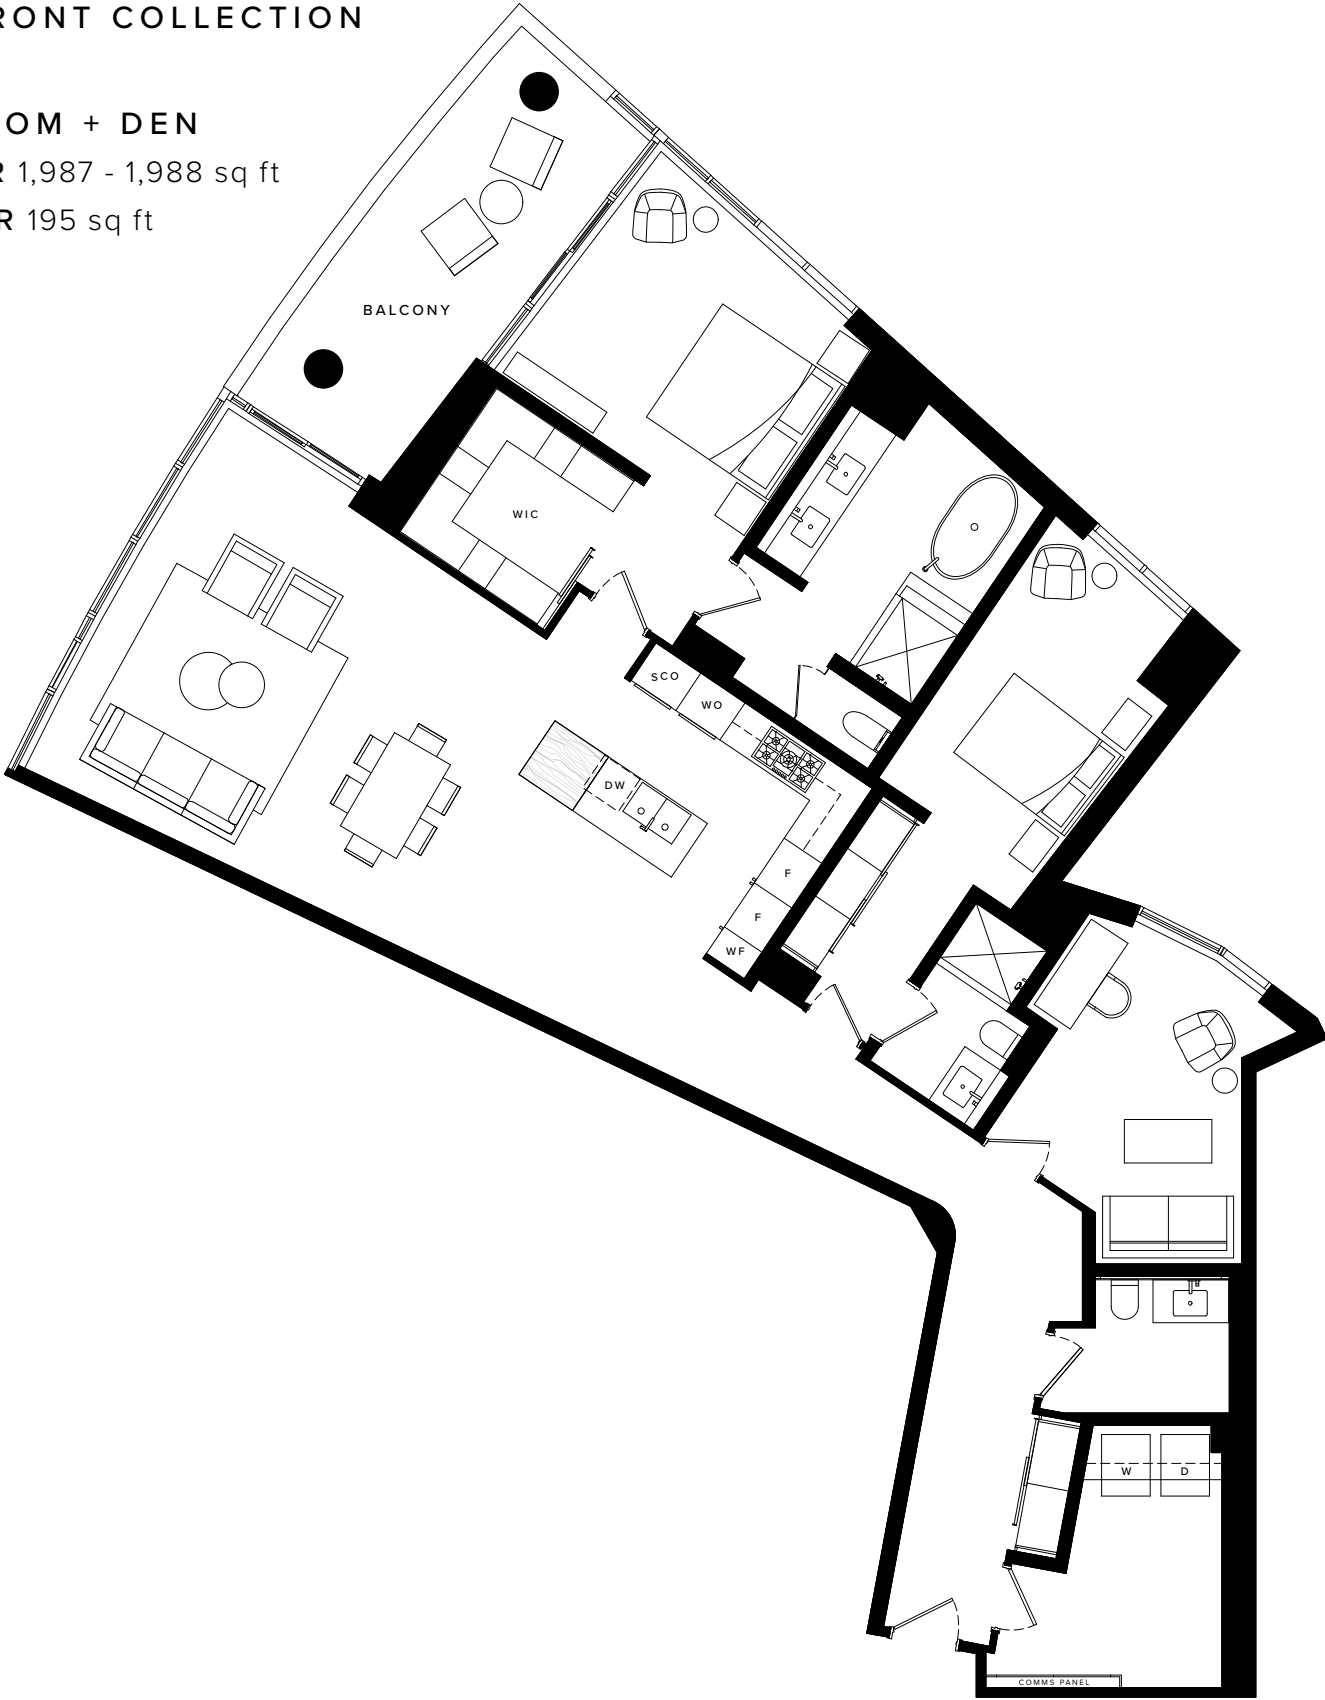 RONT COLLECTION
OM + DEN
R 1,987 - 1,988 sq ft
R 195 sq ft
BALCONY
WIC
SCO
WO
DW
F
F
WF
W
D
COMMS PANEL